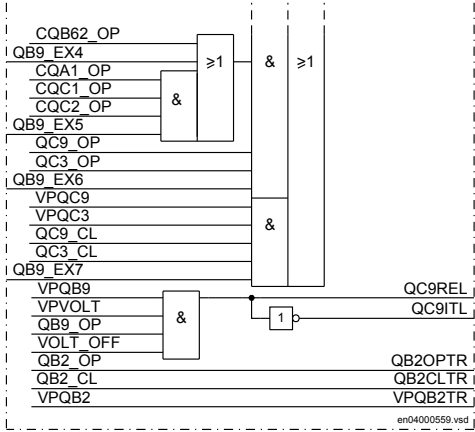 CQB62_OP
QB9_EX4
≥1 & ≥1
CQA1_OP
CQC1_OP
&
CQC2_OP
QB9_EX5
QC9_OP
QC3_OP
QB9_EX6
VPQC9
VPQC3
&
QC9_CL
QC3_CL
QB9_EX7
VPQB9 QC9REL
VPVOLT QC9ITL
& 1
QB9_OP
VOLT_OFF
QB2_OP QB2OPTR
QB2_CL QB2CLTR
VPQB2 VPQB2TR
en04000559.vsd